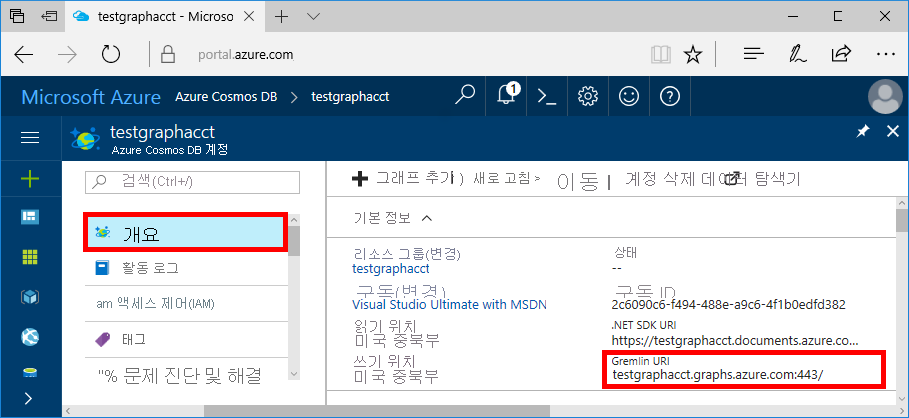 testgraphacct - Microso
portal.azure.com
Microsoft Azure Azure Cosmos DB > testgraphacct
1
testgraphacct
Azure Cosmos DB 계정
검색(Ctrl+/)
개요
활동 로그
am 액세스 제어(IAM)
태그
"% 문제 진단 및 해결
그래프 추가 ) 새로 고침 > 이동 | 계정 삭제 데이터 탐색기
기본 정보
리소스 그룹(변경)
testgraphacct
상태
--
구독(변경)
Visual Studio Ultimate with MSDN
구독 ID
2c6090c6-f494-488e-a9c6-4f1b0edfd382
읽기 위치
미국 중북부
.NET SDK URI
https://testgraphacct.documents.azure.co...
쓰기 위치
미국 중북부
Gremlin URI
testgraphacct.graphs.azure.com:443/